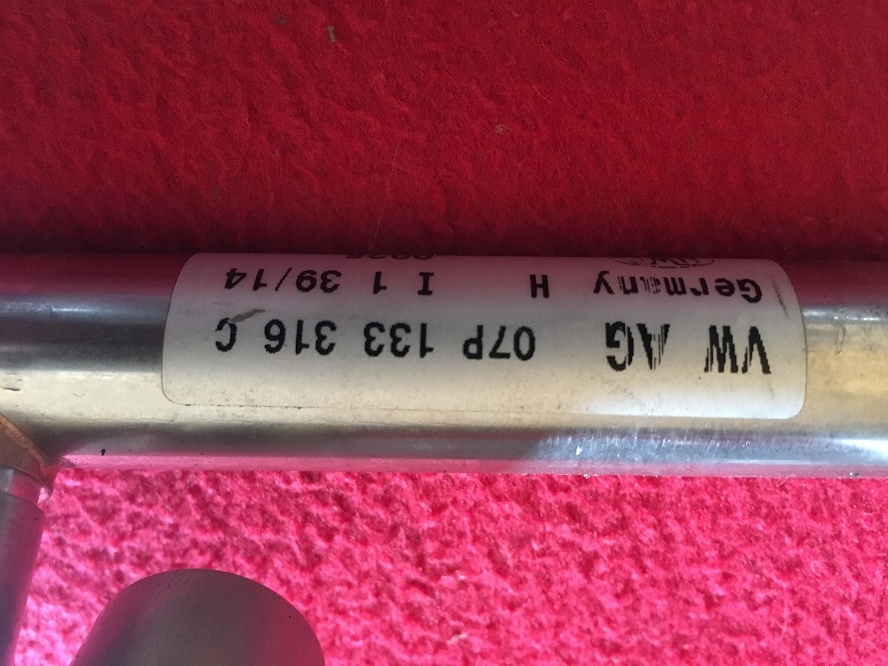 VW AG 07P 133 316 C
Germany H I 1 39/14